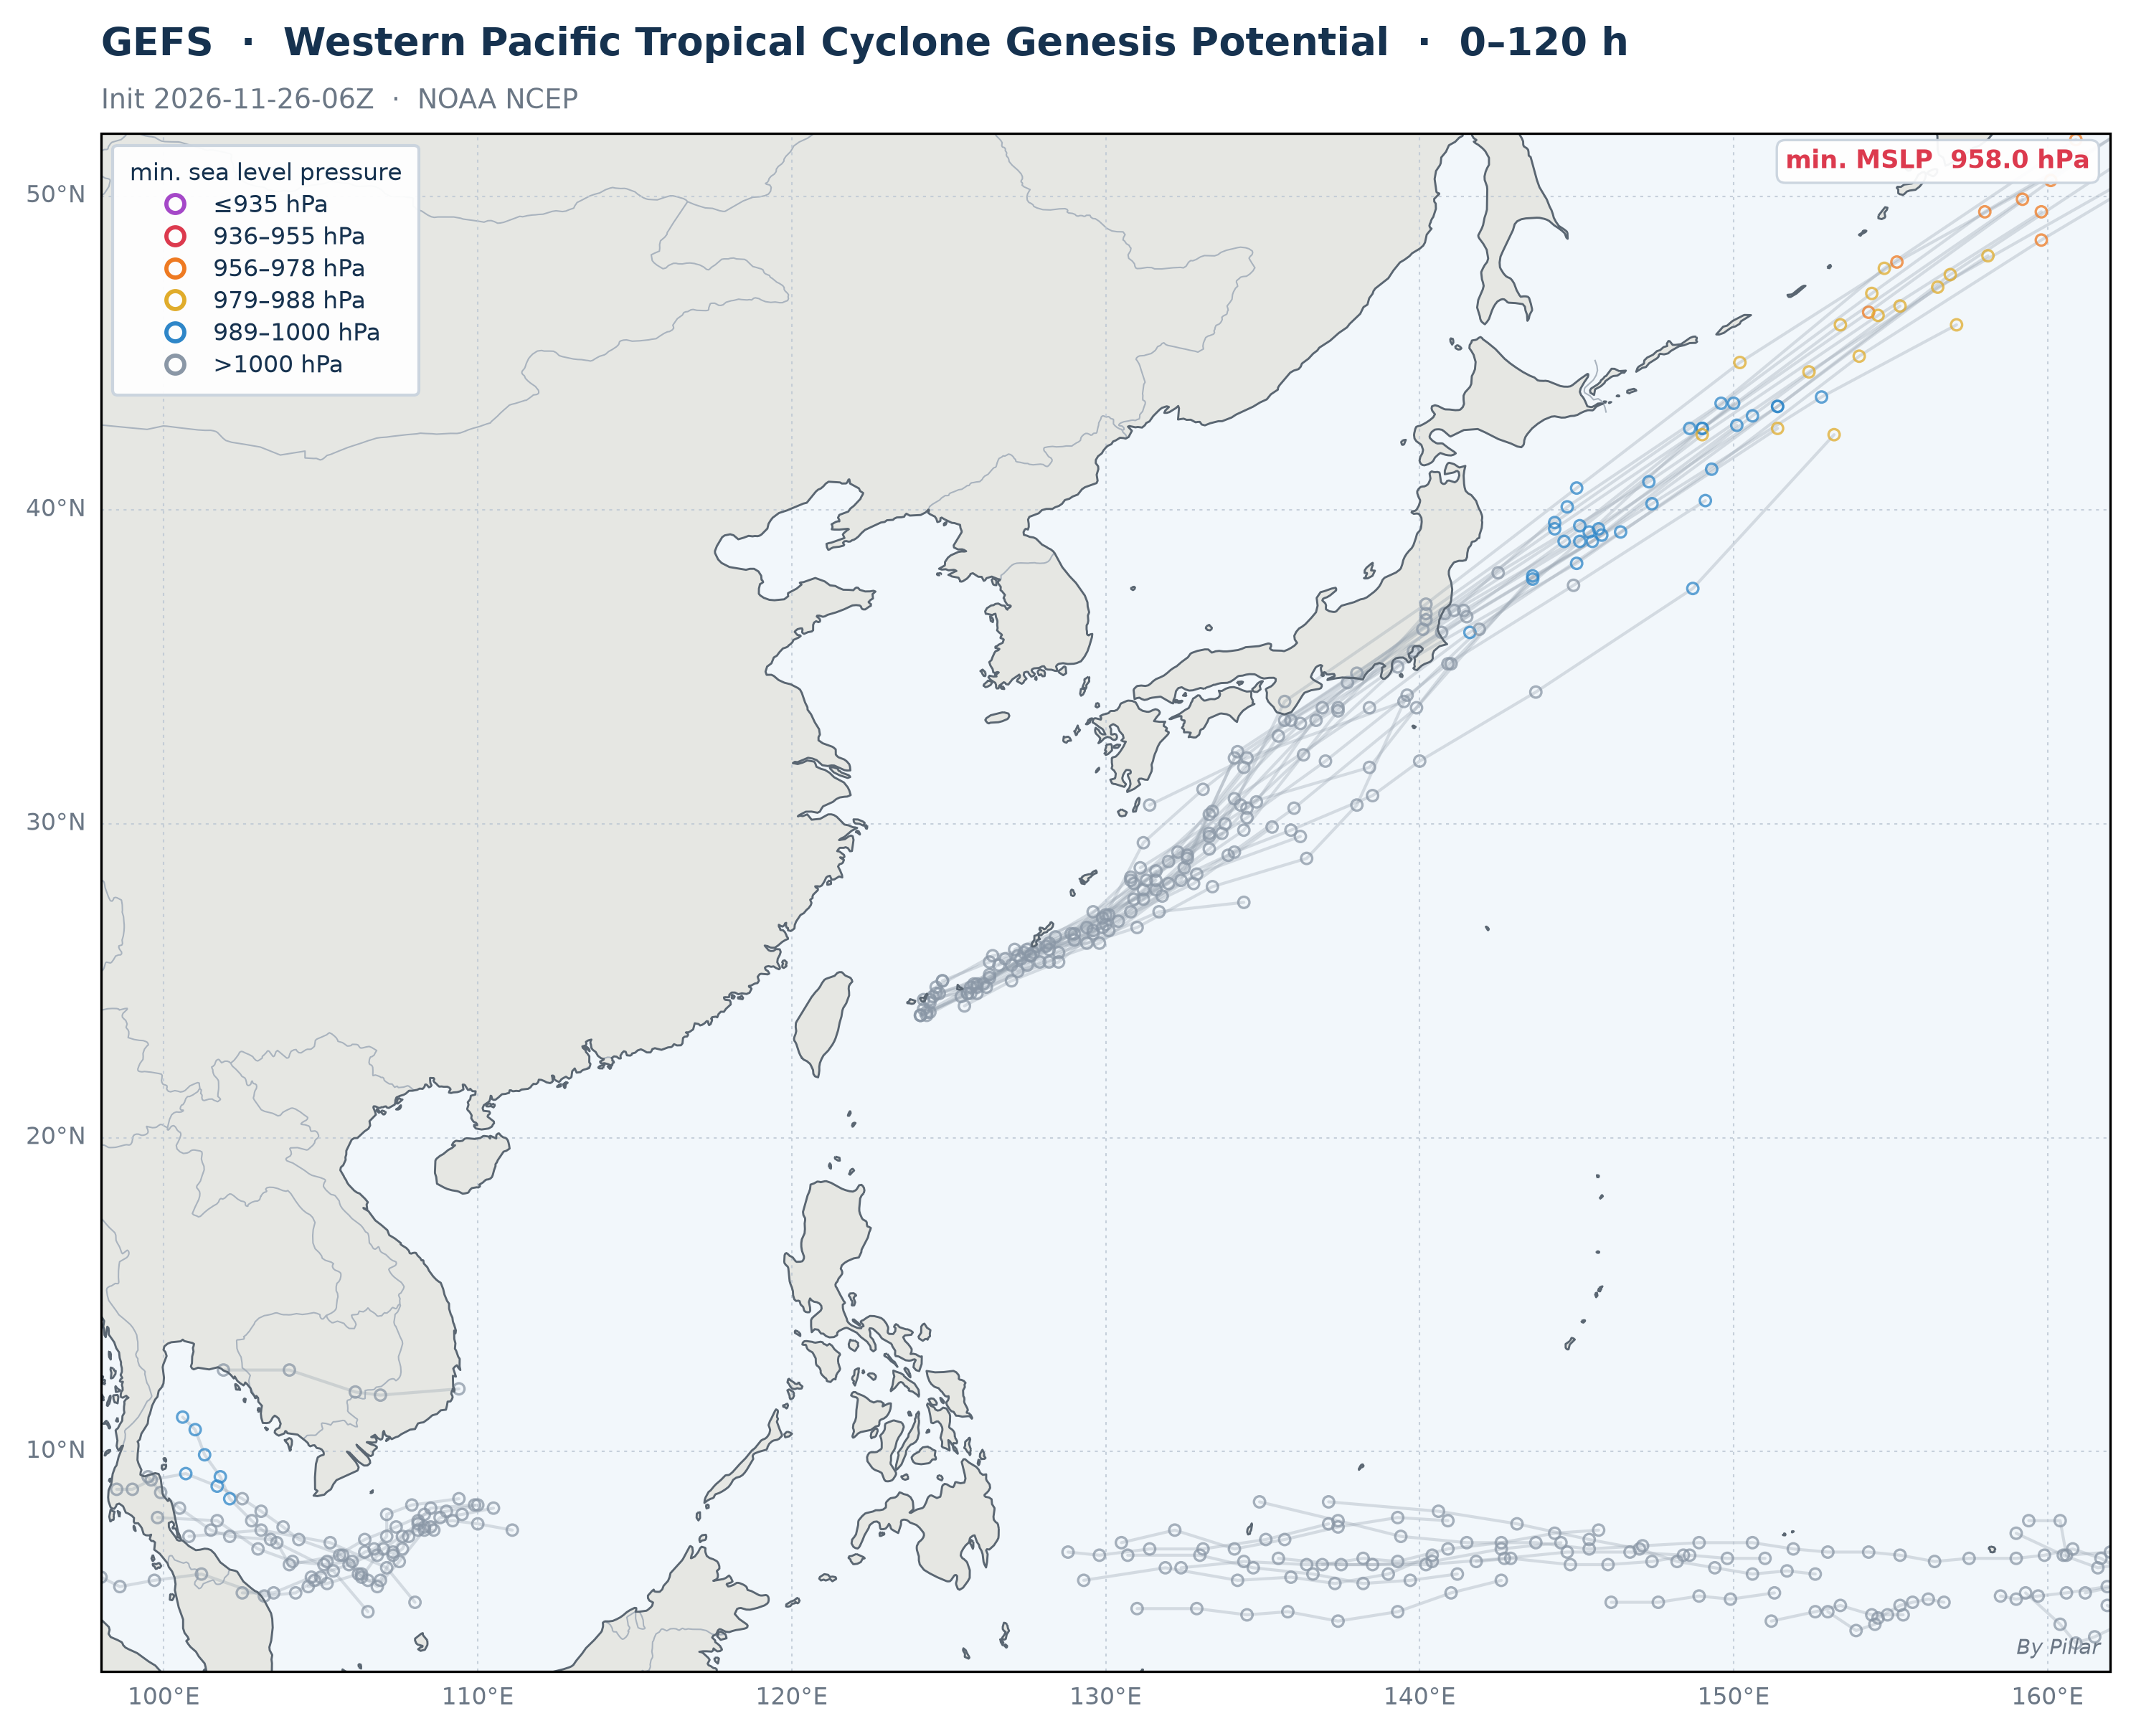 GEFS · Western Pacific Tropical Cyclone Genesis Potential · 0–120 h
Init 2026-11-26-06Z · NOAA NCEP
min. sea level pressure
≤935 hPa
936–955 hPa
956–978 hPa
979–988 hPa
989–1000 hPa
>1000 hPa
min. MSLP 958.0 hPa
50°N
40°N
30°N
20°N
10°N
By Pillar
100°E 110°E 120°E 130°E 140°E 150°E 160°E